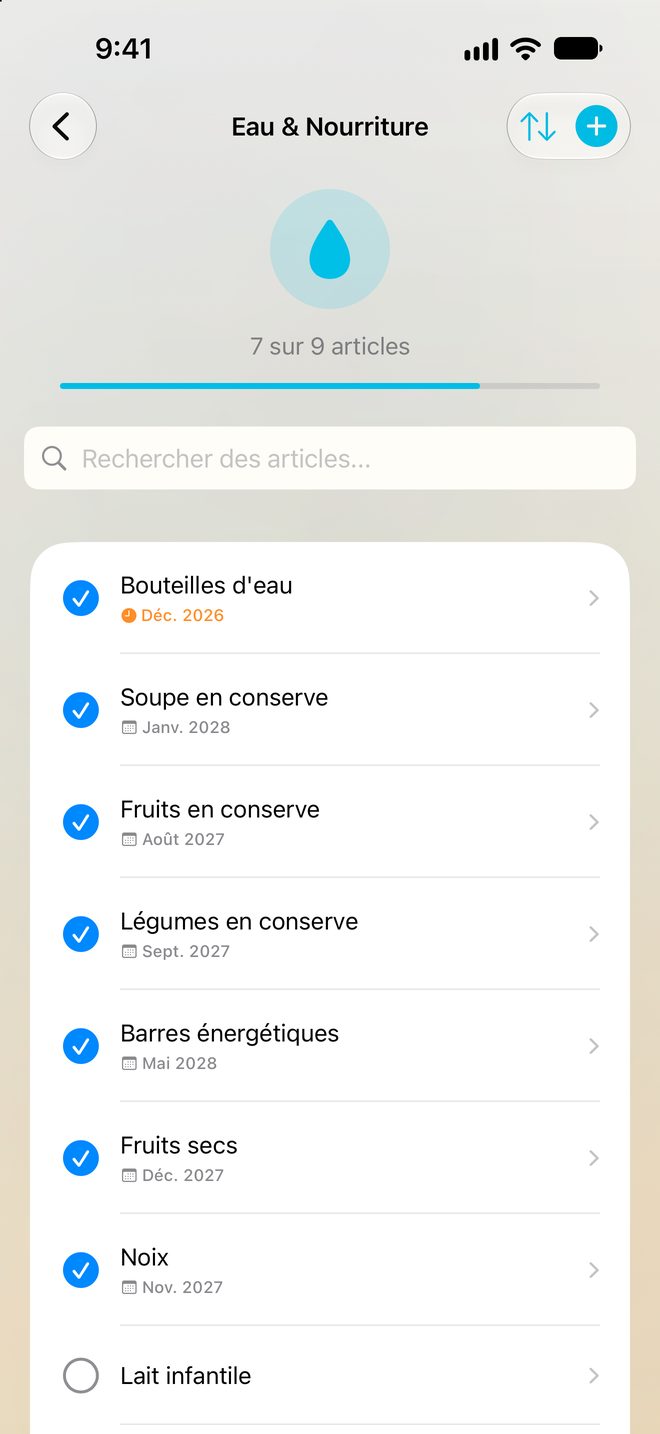 9:41
Eau & Nourriture
7 sur 9 articles
Rechercher des articles...
Bouteilles d'eau
Déc. 2026
Soupe en conserve
Janv. 2028
Fruits en conserve
Août 2027
Légumes en conserve
Sept. 2027
Barres énergétiques
Mai 2028
Fruits secs
Déc. 2027
Noix
Nov. 2027
Lait infantile